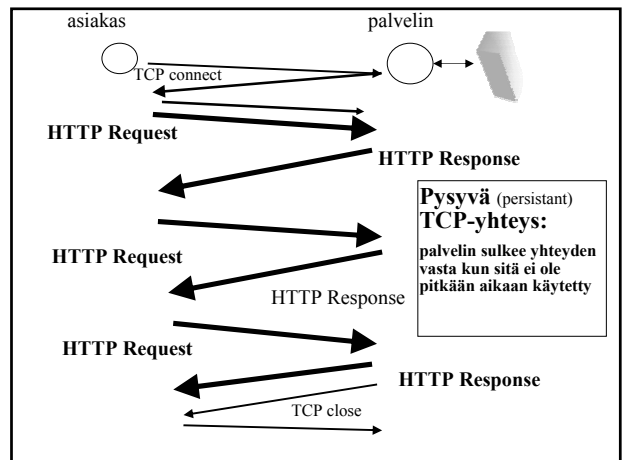 asiakas
palvelin
TCP connect
HTTP Request
HTTP Response
Pysyvä (persistant)
TCP-yhteys:
palvelin sulkee yhteyden
vasta kun sitä ei ole
pitkään aikaan käytetty
HTTP Request
HTTP Response
HTTP Request
HTTP Response
TCP close